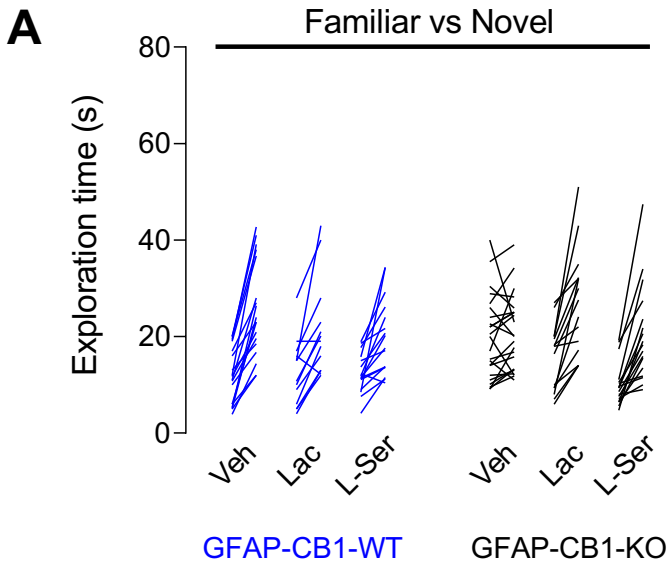 A
Familiar vs Novel
Exploration time (s)
80
60
40
20
0
Veh Lac L-Ser Veh Lac L-Ser
GFAP-CB1-WT GFAP-CB1-KO